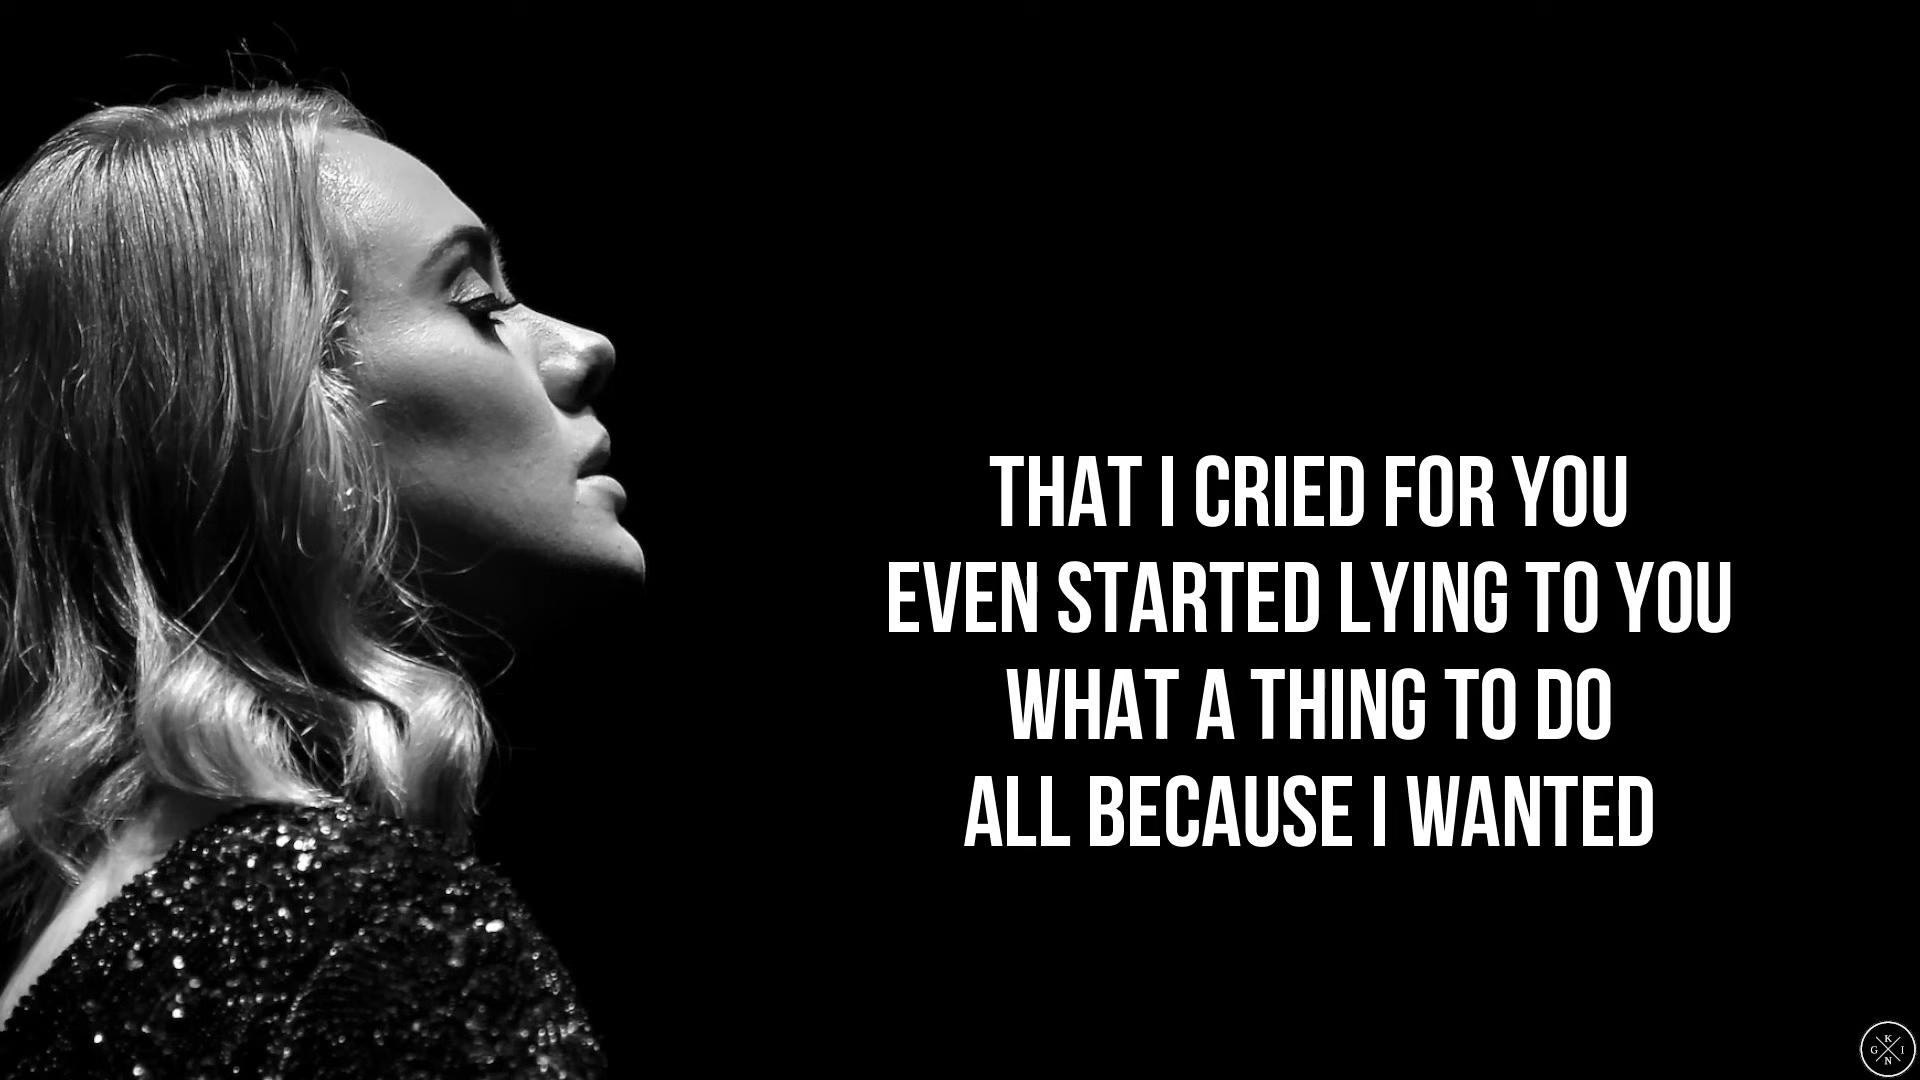 THAT I CRIED FOR YOU
EVEN STARTED LYING TO YOU
WHAT A THING TO DO
ALL BECAUSE I WANTED
K
G I
N